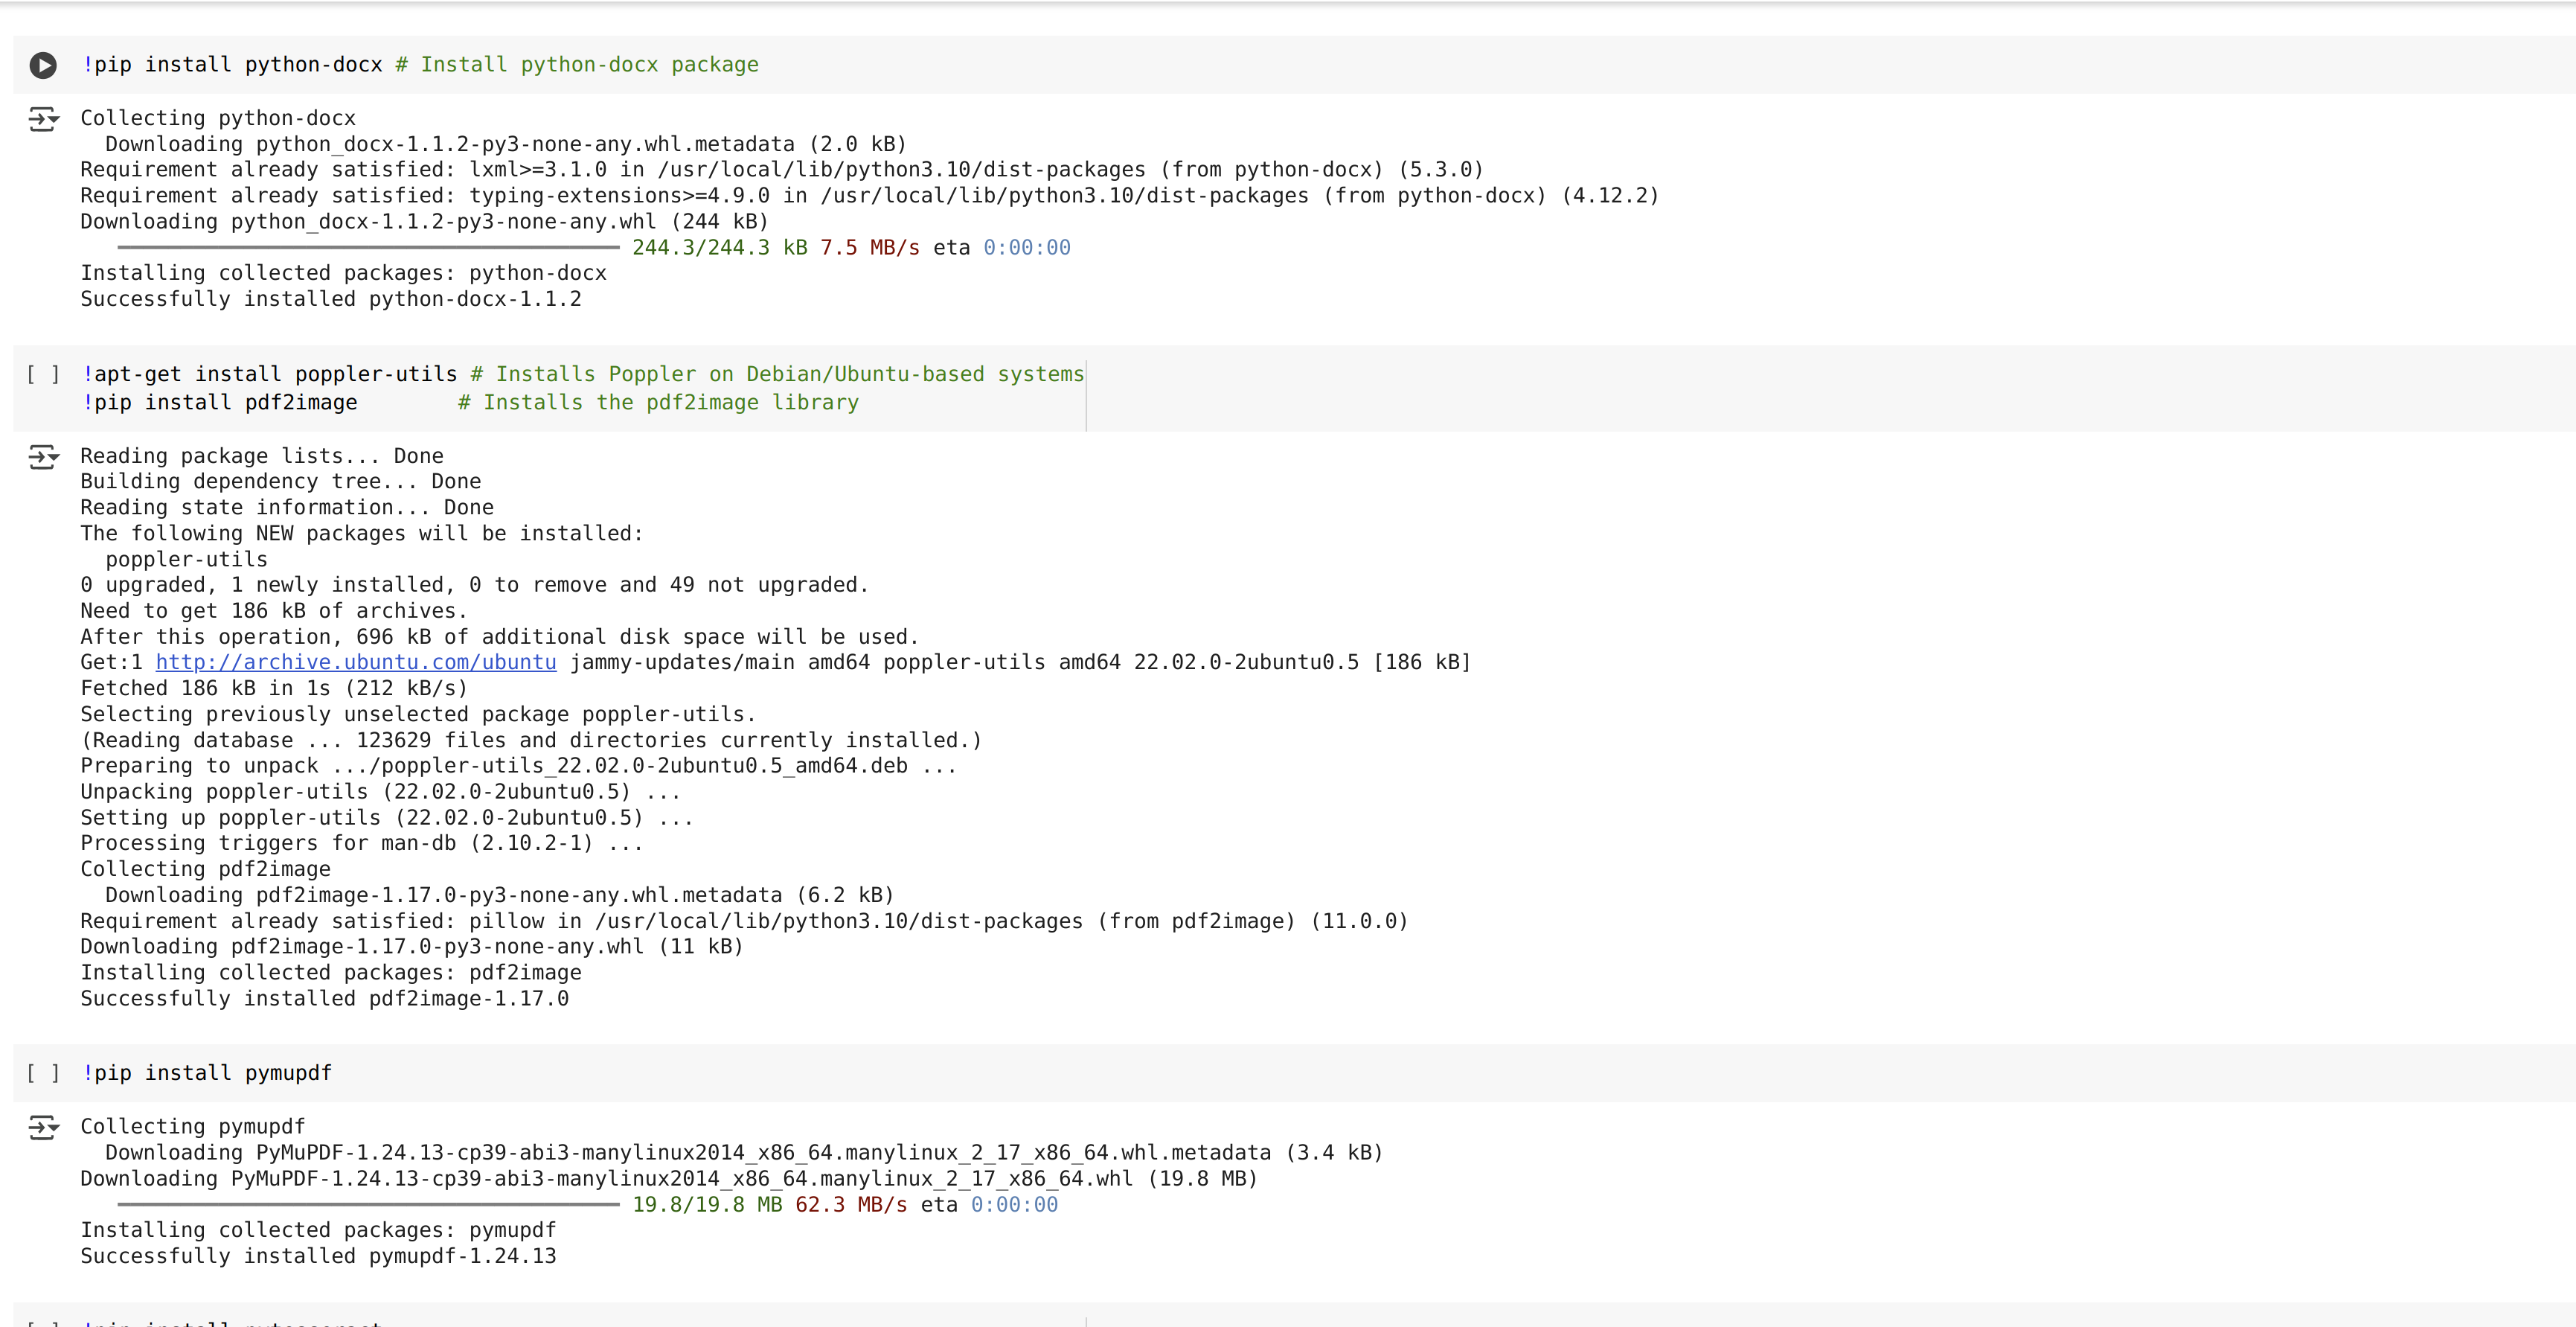 !pip install python-docx # Install python-docx package
Collecting python-docx
  Downloading python_docx-1.1.2-py3-none-any.whl.metadata (2.0 kB)
Requirement already satisfied: lxml>=3.1.0 in /usr/local/lib/python3.10/dist-packages (from python-docx) (5.3.0)
Requirement already satisfied: typing-extensions>=4.9.0 in /usr/local/lib/python3.10/dist-packages (from python-docx) (4.12.2)
Downloading python_docx-1.1.2-py3-none-any.whl (244 kB)
244.3/244.3 kB 7.5 MB/s eta 0:00:00
Installing collected packages: python-docx
Successfully installed python-docx-1.1.2
[ ] !apt-get install poppler-utils # Installs Poppler on Debian/Ubuntu-based systems
!pip install pdf2image        # Installs the pdf2image library
Reading package lists... Done
Building dependency tree... Done
Reading state information... Done
The following NEW packages will be installed:
  poppler-utils
0 upgraded, 1 newly installed, 0 to remove and 49 not upgraded.
Need to get 186 kB of archives.
After this operation, 696 kB of additional disk space will be used.
Get:1 http://archive.ubuntu.com/ubuntu jammy-updates/main amd64 poppler-utils amd64 22.02.0-2ubuntu0.5 [186 kB]
Fetched 186 kB in 1s (212 kB/s)
Selecting previously unselected package poppler-utils.
(Reading database ... 123629 files and directories currently installed.)
Preparing to unpack .../poppler-utils_22.02.0-2ubuntu0.5_amd64.deb ...
Unpacking poppler-utils (22.02.0-2ubuntu0.5) ...
Setting up poppler-utils (22.02.0-2ubuntu0.5) ...
Processing triggers for man-db (2.10.2-1) ...
Collecting pdf2image
  Downloading pdf2image-1.17.0-py3-none-any.whl.metadata (6.2 kB)
Requirement already satisfied: pillow in /usr/local/lib/python3.10/dist-packages (from pdf2image) (11.0.0)
Downloading pdf2image-1.17.0-py3-none-any.whl (11 kB)
Installing collected packages: pdf2image
Successfully installed pdf2image-1.17.0
[ ] !pip install pymupdf
Collecting pymupdf
  Downloading PyMuPDF-1.24.13-cp39-abi3-manylinux2014_x86_64.manylinux_2_17_x86_64.whl.metadata (3.4 kB)
Downloading PyMuPDF-1.24.13-cp39-abi3-manylinux2014_x86_64.manylinux_2_17_x86_64.whl (19.8 MB)
19.8/19.8 MB 62.3 MB/s eta 0:00:00
Installing collected packages: pymupdf
Successfully installed pymupdf-1.24.13